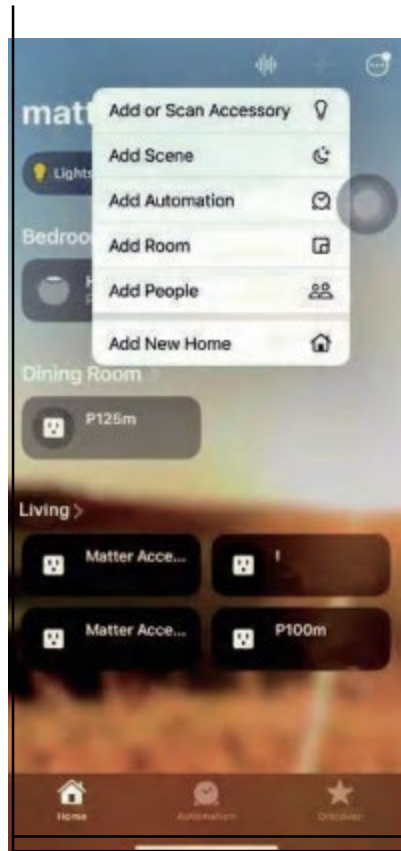 matt
Add or Scan Accessory
Add Scene
Add Automation
Add Room
Add People
Add New Home
Lights
Bedroo
Dining Room >
P125m
Living >
Matter Acce...
Matter Acce...
P100m
Home
Automation
Discover